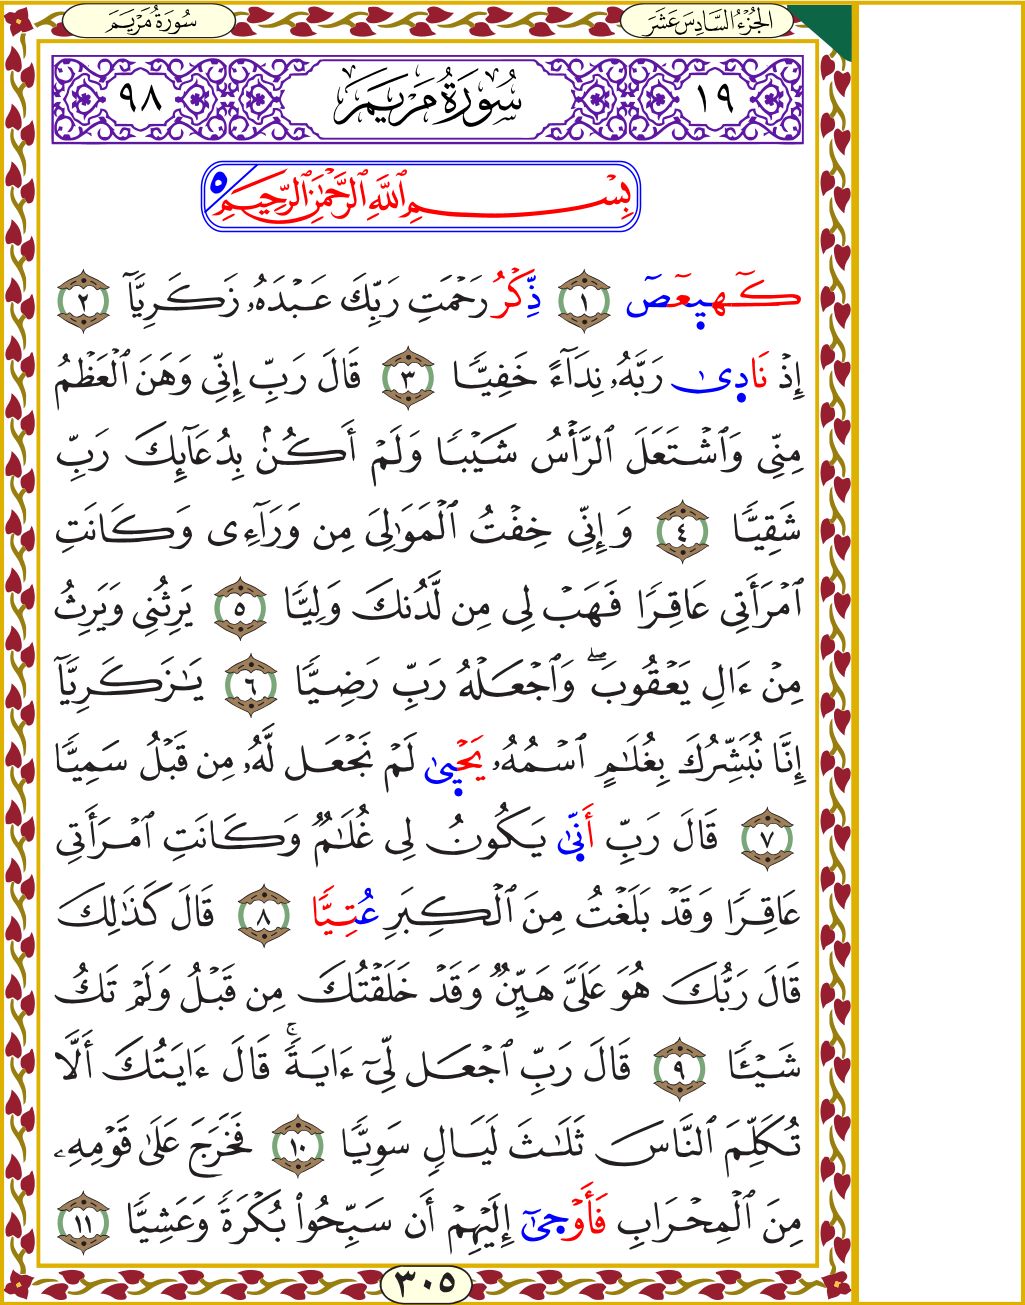 سُورَةُ مَرْيَمَ الجُزْءُ السَّادِسَ عَشَرَ
١٩ سُورَةُ مَرْيَمَ ٩٨
بِسْمِ ٱللَّهِ ٱلرَّحْمَٰنِ ٱلرَّحِيمِ ٥
كٓهيعٓصٓ ١ ذِّكْرُ رَحْمَتِ رَبِّكَ عَبْدَهُۥ زَكَرِيَّآ ٢
إِذْ نَادِىٰ رَبَّهُۥ نِدَآءً خَفِيًّا ٣ قَالَ رَبِّ إِنِّى وَهَنَ ٱلْعَظْمُ
مِنِّى وَٱشْتَعَلَ ٱلرَّأْسُ شَيْبًا وَلَمْ أَكُنۢ بِدُعَآئِكَ رَبِّ
شَقِيًّا ٤ وَإِنِّى خِفْتُ ٱلْمَوَٰلِىَ مِن وَرَآءِى وَكَانَتِ
ٱمْرَأَتِى عَاقِرًا فَهَبْ لِى مِن لَّدُنكَ وَلِيًّا ٥ يَرِثُنِى وَيَرِثُ
مِنْ ءَالِ يَعْقُوبَۖ وَٱجْعَلْهُ رَبِّ رَضِيًّا ٦ يَٰزَكَرِيَّآ
إِنَّا نُبَشِّرُكَ بِغُلَٰمٍ ٱسْمُهُۥ يَحْيىٰ لَمْ نَجْعَل لَّهُۥ مِن قَبْلُ سَمِيًّا
٧ قَالَ رَبِّ أَنّىٰ يَكُونُ لِى غُلَٰمٌ وَكَانَتِ ٱمْرَأَتِى
عَاقِرًا وَقَدْ بَلَغْتُ مِنَ ٱلْكِبَرِ عُتِيًّا ٨ قَالَ كَذَٰلِكَ
قَالَ رَبُّكَ هُوَ عَلَىَّ هَيِّنٌ وَقَدْ خَلَقْتُكَ مِن قَبْلُ وَلَمْ تَكُ
شَيْـًٔا ٩ قَالَ رَبِّ ٱجْعَل لِّىٓ ءَايَةًۚ قَالَ ءَايَتُكَ أَلَّا
تُكَلِّمَ ٱلنَّاسَ ثَلَٰثَ لَيَالٍ سَوِيًّا ١٠ فَخَرَجَ عَلَىٰ قَوْمِهِۦ
مِنَ ٱلْمِحْرَابِ فَأَوْحىٰٓ إِلَيْهِمْ أَن سَبِّحُوا۟ بُكْرَةً وَعَشِيًّا ١١
٣٠٥